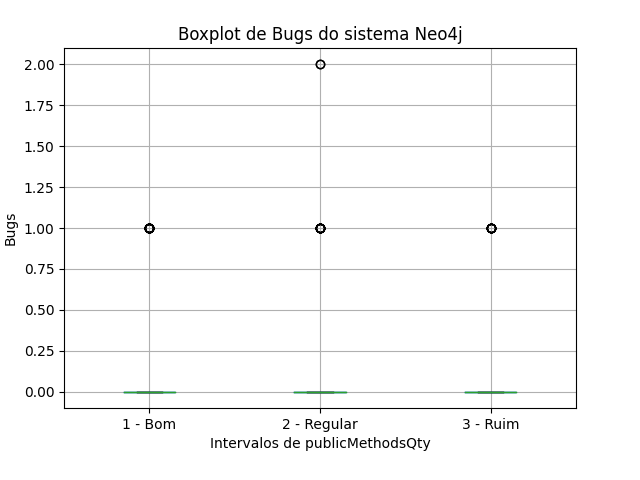 Boxplot de Bugs do sistema Neo4j
2.00
1.75
1.50
1.25
1.00
0.75
0.50
0.25
0.00
Bugs
1 - Bom
2 - Regular
3 - Ruim
Intervalos de publicMethodsQty